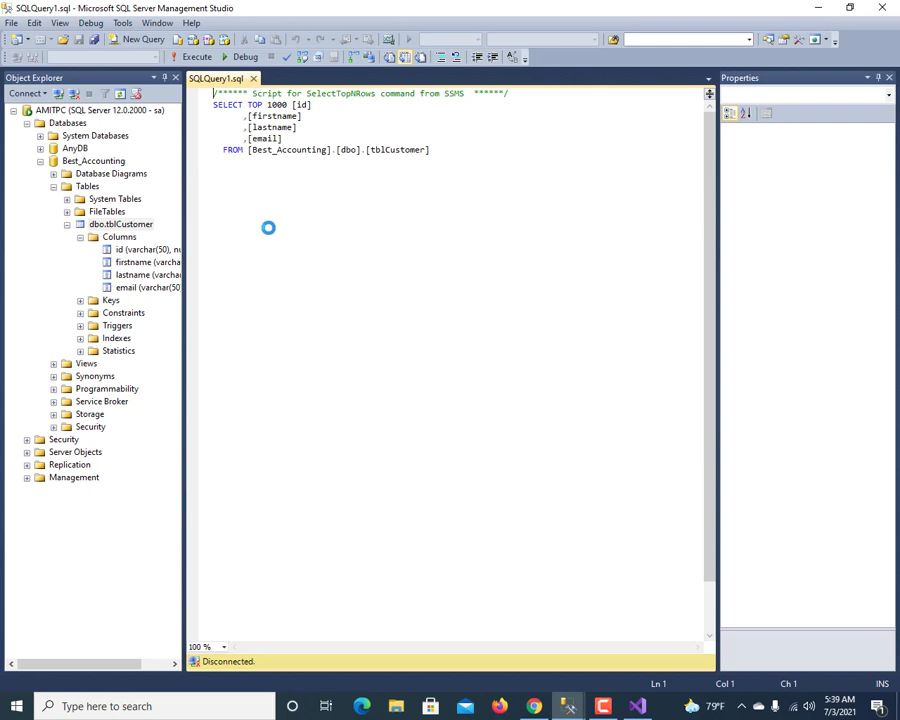 SQLQuery1.sql - Microsoft SQL Server Management Studio
File Edit View Debug Tools Window Help
New Query
Execute Debug
Object Explorer
SQLQuery1.sql
Properties
Connect
/****** Script for SelectTopNRows command from SSMS ******/
SELECT TOP 1000 [id]
,[firstname]
,[lastname]
,[email]
FROM [Best_Accounting].[dbo].[tblCustomer]
AMITPC (SQL Server 12.0.2000 - sa)
Databases
System Databases
AnyDB
Best_Accounting
Database Diagrams
Tables
System Tables
FileTables
dbo.tblCustomer
Columns
id (varchar(50), nu
firstname (varcha
lastname (varcha
email (varchar(50
Keys
Constraints
Triggers
Indexes
Statistics
Views
Synonyms
Programmability
Service Broker
Storage
Security
Security
Server Objects
Replication
Management
100 %
Disconnected.
Ln 1 Col 1 Ch 1 INS
Type here to search
79°F
5:39 AM
7/3/2021
1